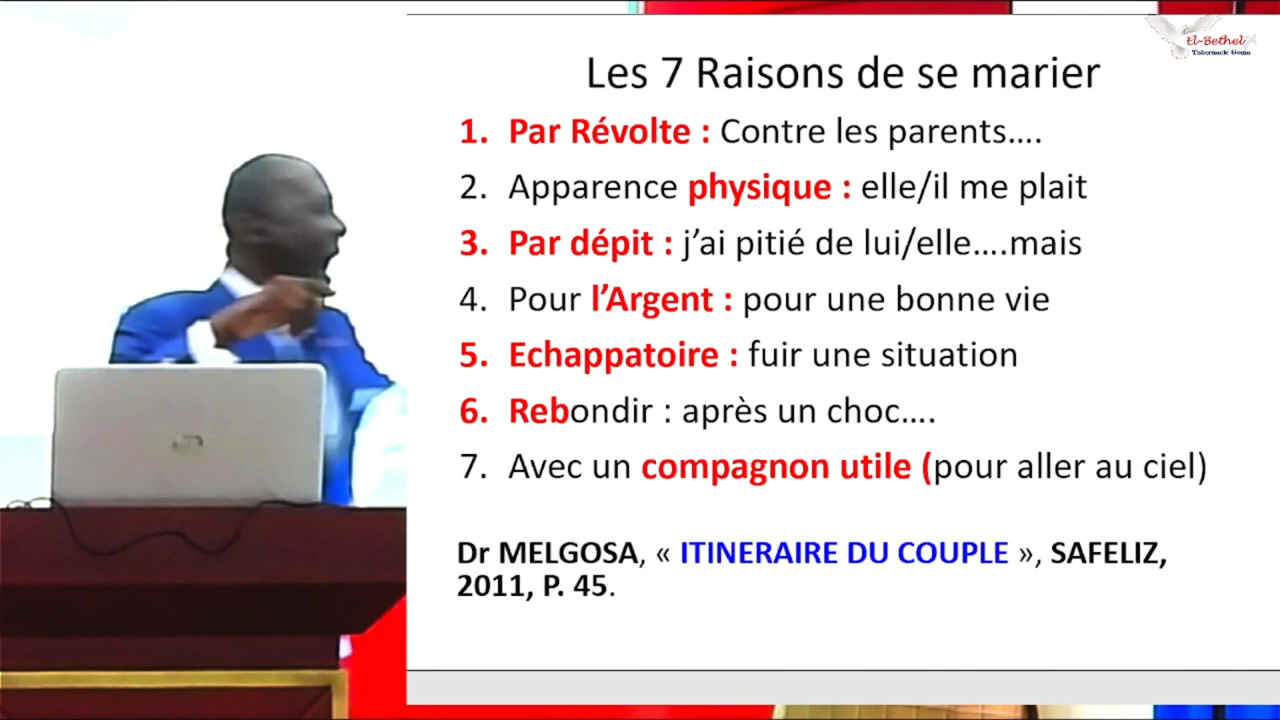 El-Bethel
Tabernacle Goma
Les 7 Raisons de se marier
1. Par Révolte : Contre les parents….
2. Apparence physique : elle/il me plait
3. Par dépit : j’ai pitié de lui/elle….mais
4. Pour l’Argent : pour une bonne vie
5. Echappatoire : fuir une situation
6. Rebondir : après un choc….
7. Avec un compagnon utile (pour aller au ciel)
Dr MELGOSA, « ITINERAIRE DU COUPLE », SAFELIZ,
2011, P. 45.
hp